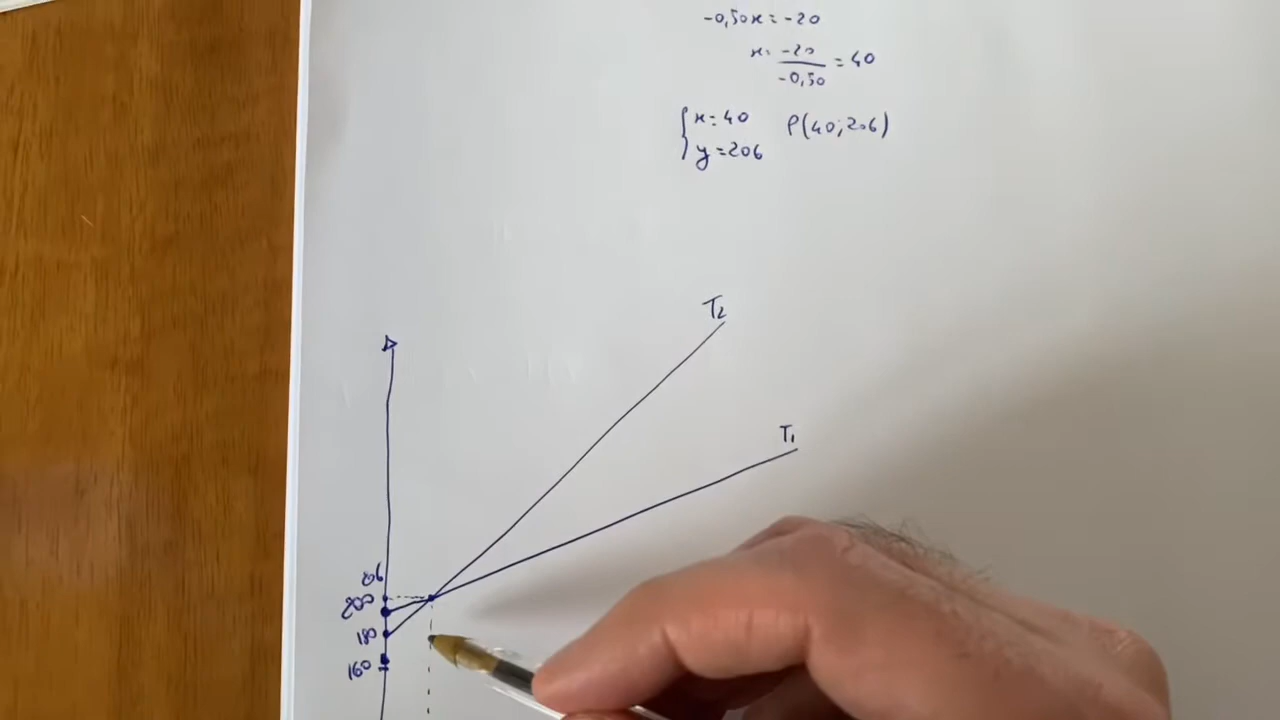 -0,50x = -20
x = -20 / -0,50 = 40
x = 40 P(40; 206)
y = 206
T2
T1
206
200
180
160